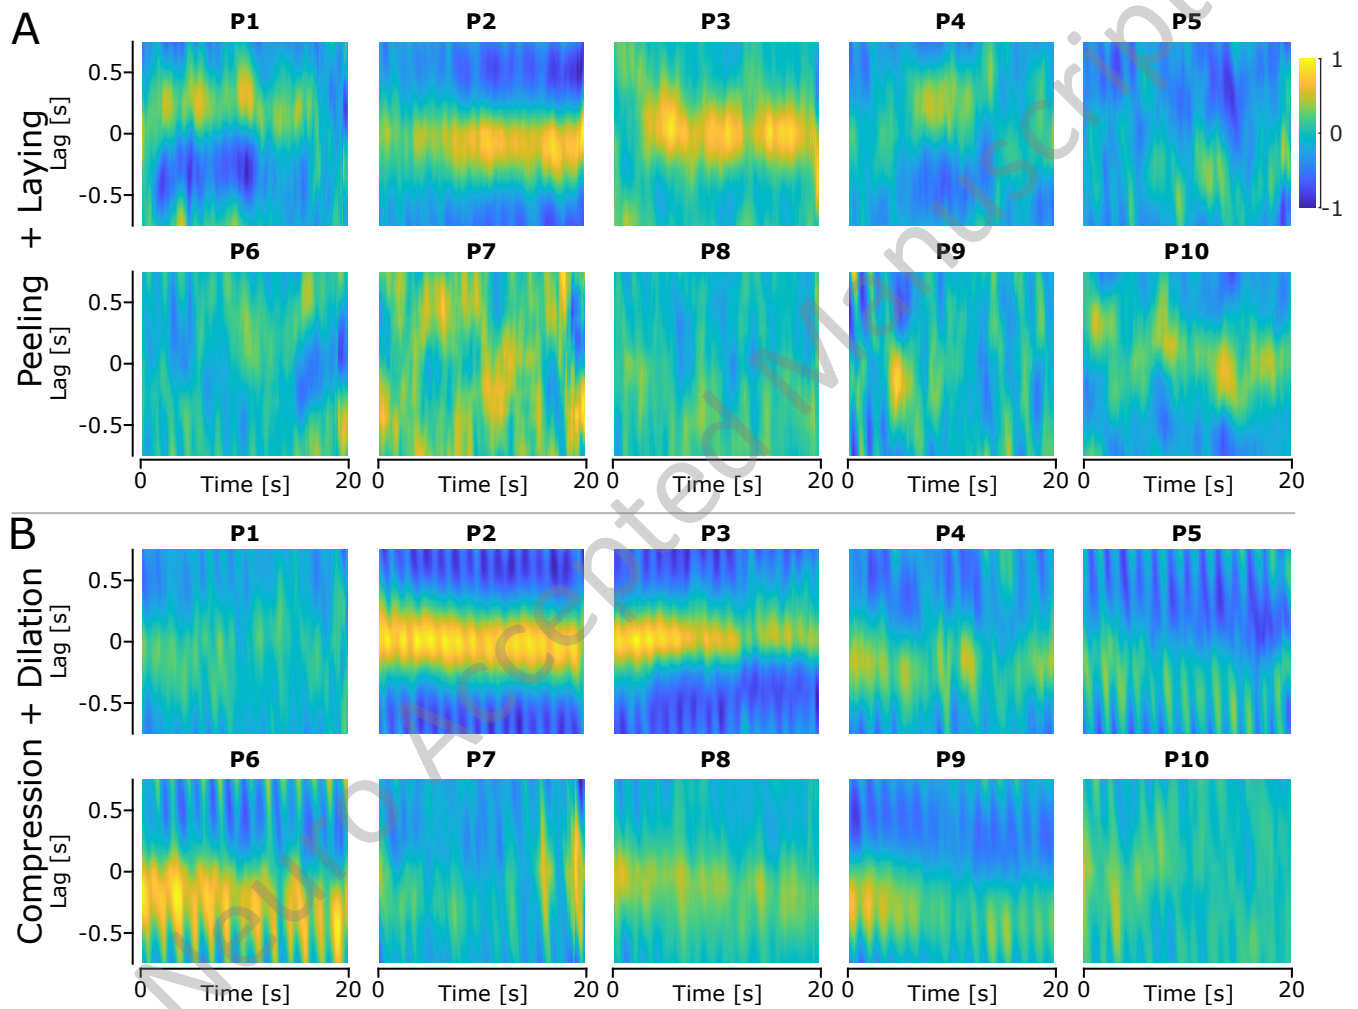 A
P1 P2 P3 P4 P5
Peeling + Laying
Lag [s]
0.5
0
-0.5
1
0
-1
P6 P7 P8 P9 P10
Lag [s]
0.5
0
-0.5
0 Time [s] 20 0 Time [s] 20 0 Time [s] 20 0 Time [s] 20 0 Time [s] 20
B
P1 P2 P3 P4 P5
Compression + Dilation
Lag [s]
0.5
0
-0.5
P6 P7 P8 P9 P10
Lag [s]
0.5
0
-0.5
0 Time [s] 20 0 Time [s] 20 0 Time [s] 20 0 Time [s] 20 0 Time [s] 20
Neuro Accepted Manuscript